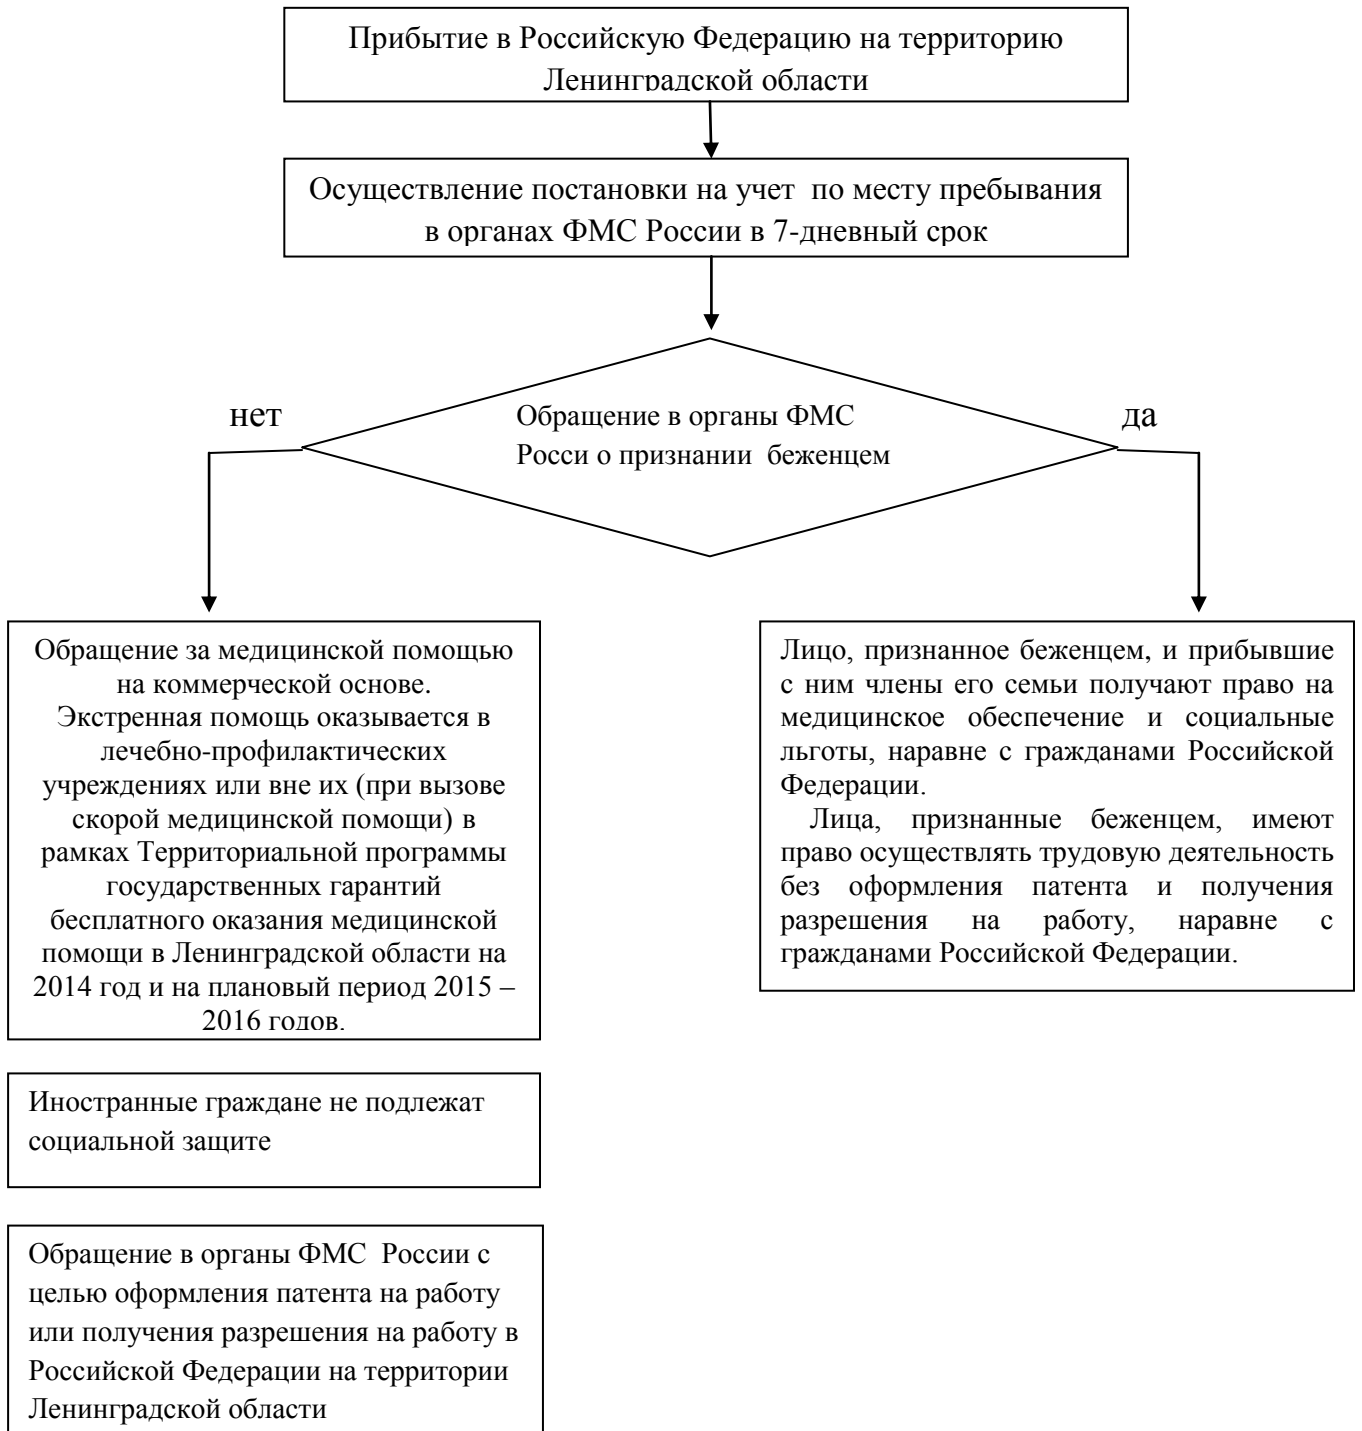 Прибытие в Российскую Федерацию на территорию
Ленинградской области
Осуществление постановки на учет  по месту пребывания
в органах ФМС России в 7-дневный срок
нет
Обращение в органы ФМС
Росси о признании  беженцем
да
Обращение за медицинской помощью
на коммерческой основе.
Экстренная помощь оказывается в
лечебно-профилактических
учреждениях или вне их (при вызове
скорой медицинской помощи) в
рамках Территориальной программы
государственных гарантий
бесплатного оказания медицинской
помощи в Ленинградской области на
2014 год и на плановый период 2015 –
2016 годов.
Лицо, признанное беженцем, и прибывшие
с ним члены его семьи получают право на
медицинское обеспечение и социальные
льготы, наравне с гражданами Российской
Федерации.
Лица, признанные беженцем, имеют
право осуществлять трудовую деятельность
без оформления патента и получения
разрешения на работу, наравне с
гражданами Российской Федерации.
Иностранные граждане не подлежат
социальной защите
Обращение в органы ФМС  России с
целью оформления патента на работу
или получения разрешения на работу в
Российской Федерации на территории
Ленинградской области